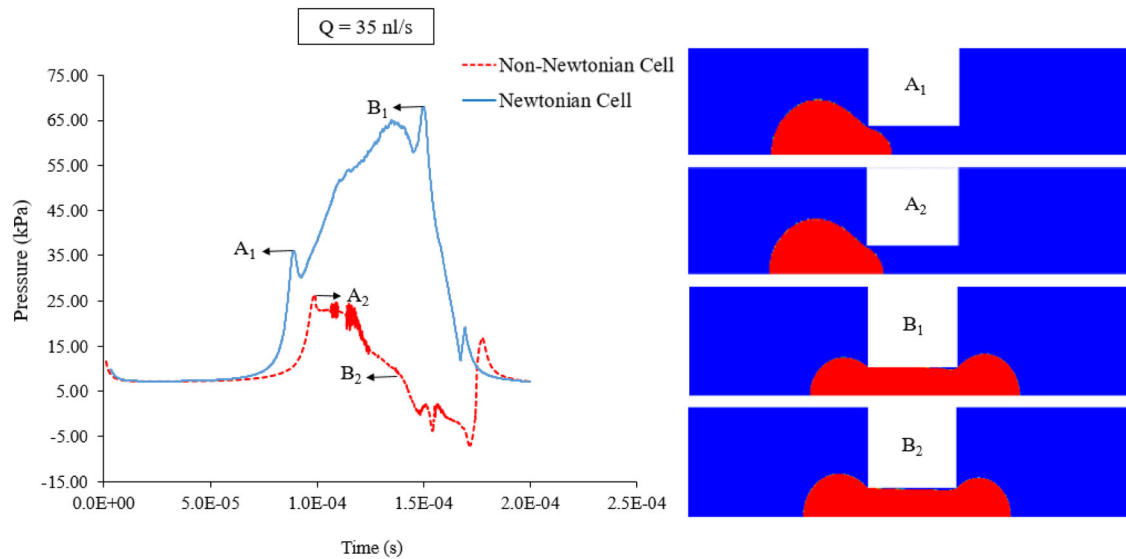 Q = 35 nl/s
Non-Newtonian Cell
Newtonian Cell
Pressure (kPa)
75.00
65.00
55.00
45.00
35.00
25.00
15.00
5.00
-5.00
-15.00
B₁
A₁
A₂
B₂
0.0E+00
5.0E-05
1.0E-04
1.5E-04
2.0E-04
2.5E-04
Time (s)
A₁
A₂
B₁
B₂